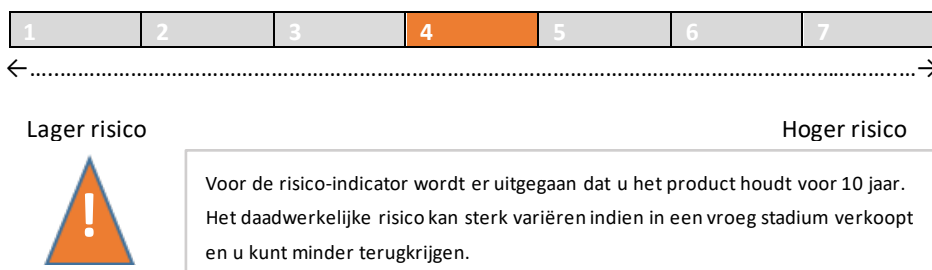 1 2 3 4 5 6 7
Lager risico Hoger risico
!
Voor de risico-indicator wordt er uitgegaan dat u het product houdt voor 10 jaar.
Het daadwerkelijke risico kan sterk variëren indien in een vroeg stadium verkoopt
en u kunt minder terugkrijgen.